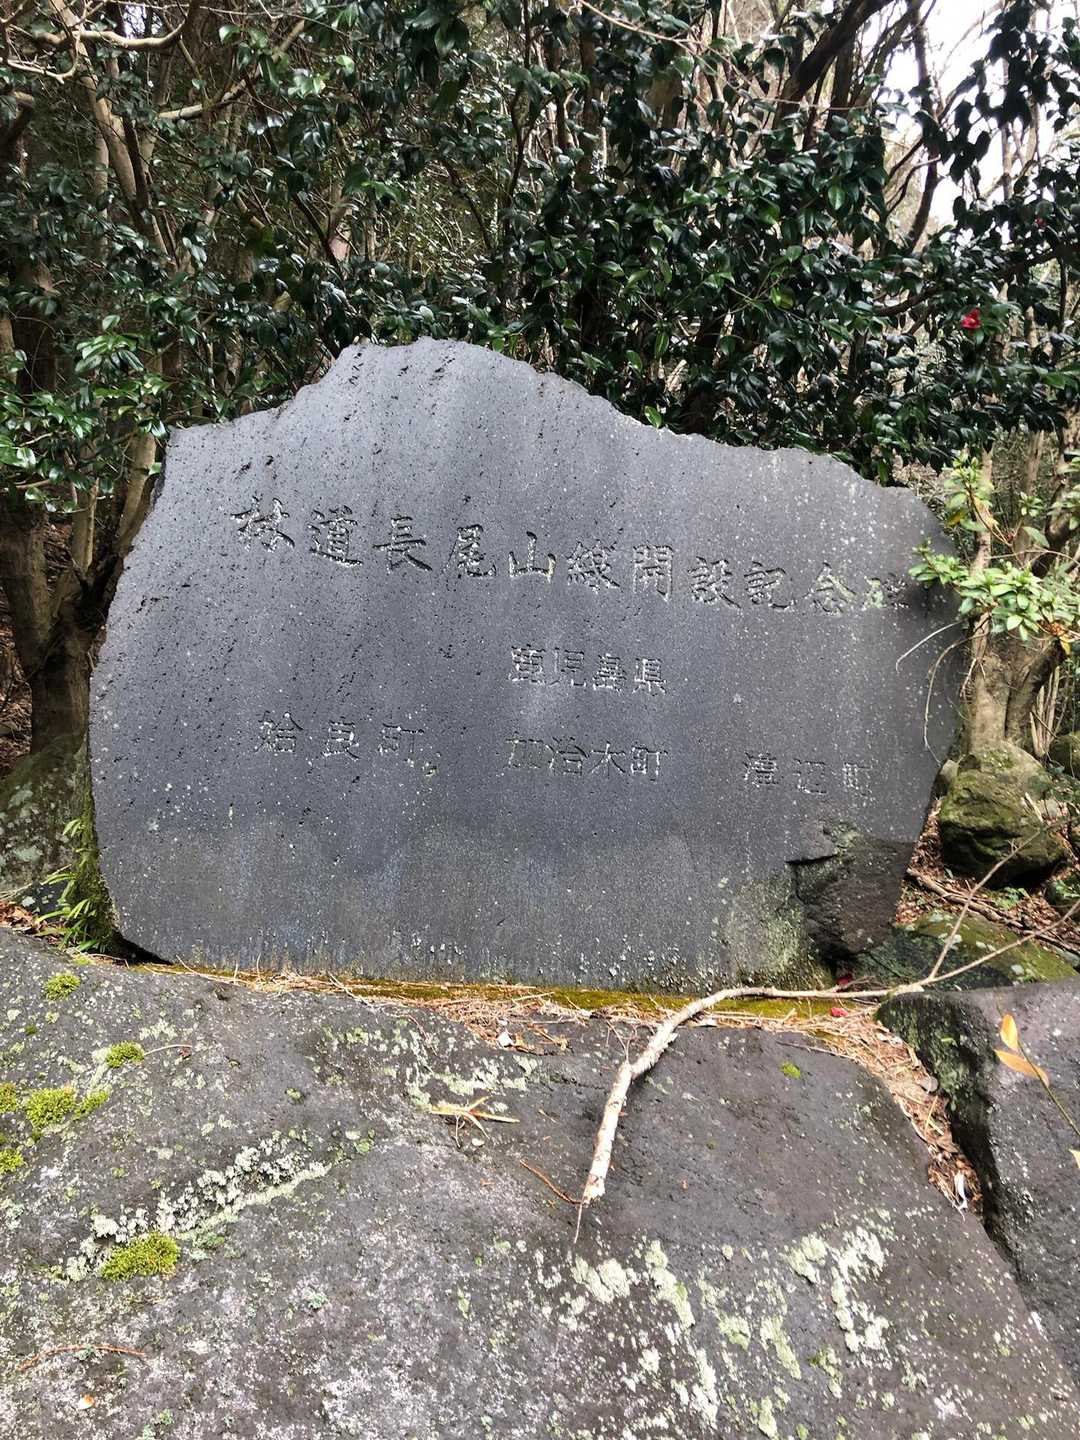 林道長尾山線開設記念碑
鹿児島県
姶良町 加治木町 溝辺町